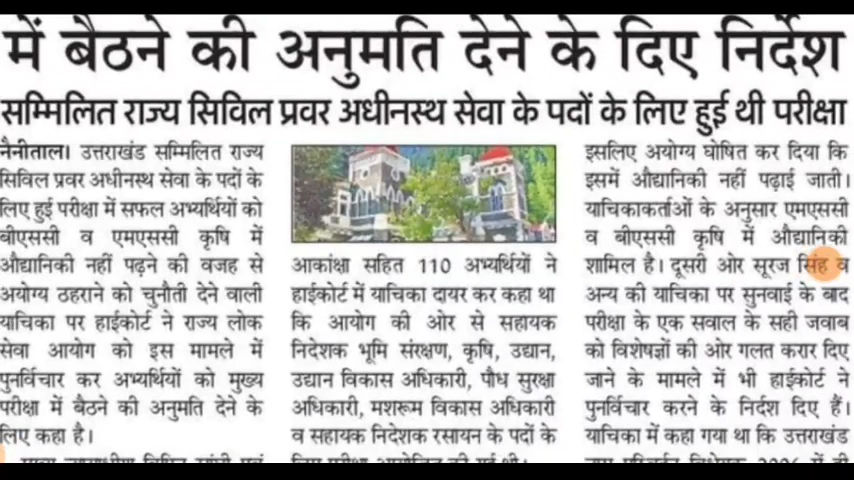 में बैठने की अनुमति देने के दिए निर्देश
सम्मिलित राज्य सिविल प्रवर अधीनस्थ सेवा के पदों के लिए हुई थी परीक्षा
नैनीताल। उत्तराखंड सम्मिलित राज्य
सिविल प्रवर अधीनस्थ सेवा के पदों के
लिए हुई परीक्षा में सफल अभ्यर्थियों को
बीएससी व एमएससी कृषि में
औद्यानिकी नहीं पढ़ने की वजह से
अयोग्य ठहराने को चुनौती देने वाली
याचिका पर हाईकोर्ट ने राज्य लोक
सेवा आयोग को इस मामले में
पुनर्विचार कर अभ्यर्थियों को मुख्य
परीक्षा में बैठने की अनुमति देने के
लिए कहा है।
आकांक्षा सहित 110 अभ्यर्थियों ने
हाईकोर्ट में याचिका दायर कर कहा था
कि आयोग की ओर से सहायक
निदेशक भूमि संरक्षण, कृषि, उद्यान,
उद्यान विकास अधिकारी, पौध सुरक्षा
अधिकारी, मशरूम विकास अधिकारी
व सहायक निदेशक रसायन के पदों के
इसलिए अयोग्य घोषित कर दिया कि
इसमें औद्यानिकी नहीं पढ़ाई जाती।
याचिकाकर्ताओं के अनुसार एमएससी
व बीएससी कृषि में औद्यानिकी
शामिल है। दूसरी ओर सूरज सिंह व
अन्य की याचिका पर सुनवाई के बाद
परीक्षा के एक सवाल के सही जवाब
को विशेषज्ञों की ओर गलत करार दिए
जाने के मामले में भी हाईकोर्ट ने
पुनर्विचार करने के निर्दश दिए हैं।
याचिका में कहा गया था कि उत्तराखंड